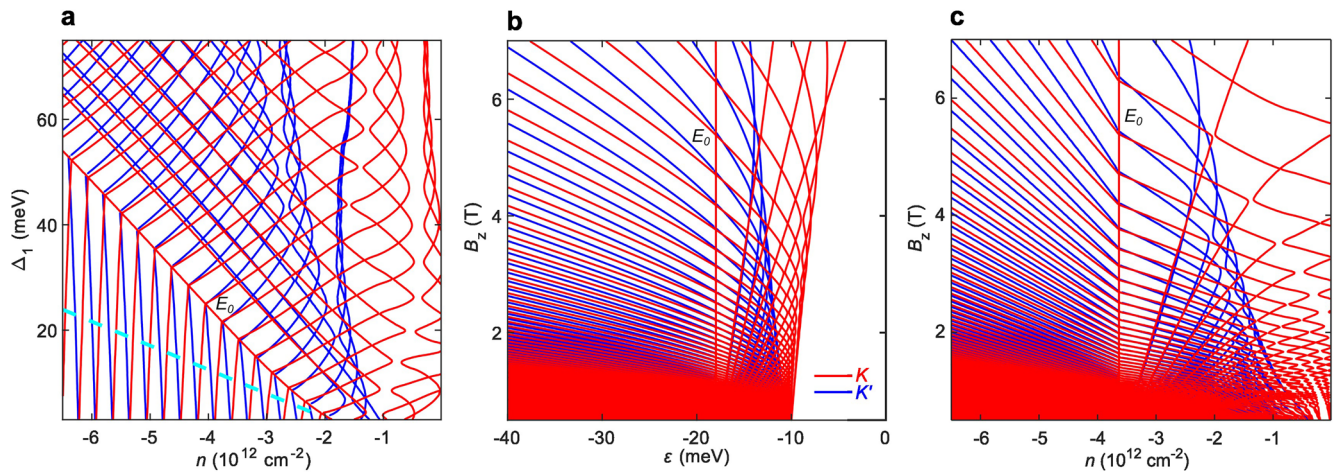 a
Δ1 (meV)
60
40
20
E0
-6 -5 -4 -3 -2 -1
n (10^12 cm^-2)
b
Bz (T)
6
4
2
E0
K
K'
-40 -30 -20 -10 0
ε (meV)
c
Bz (T)
6
4
2
E0
-6 -5 -4 -3 -2 -1
n (10^12 cm^-2)